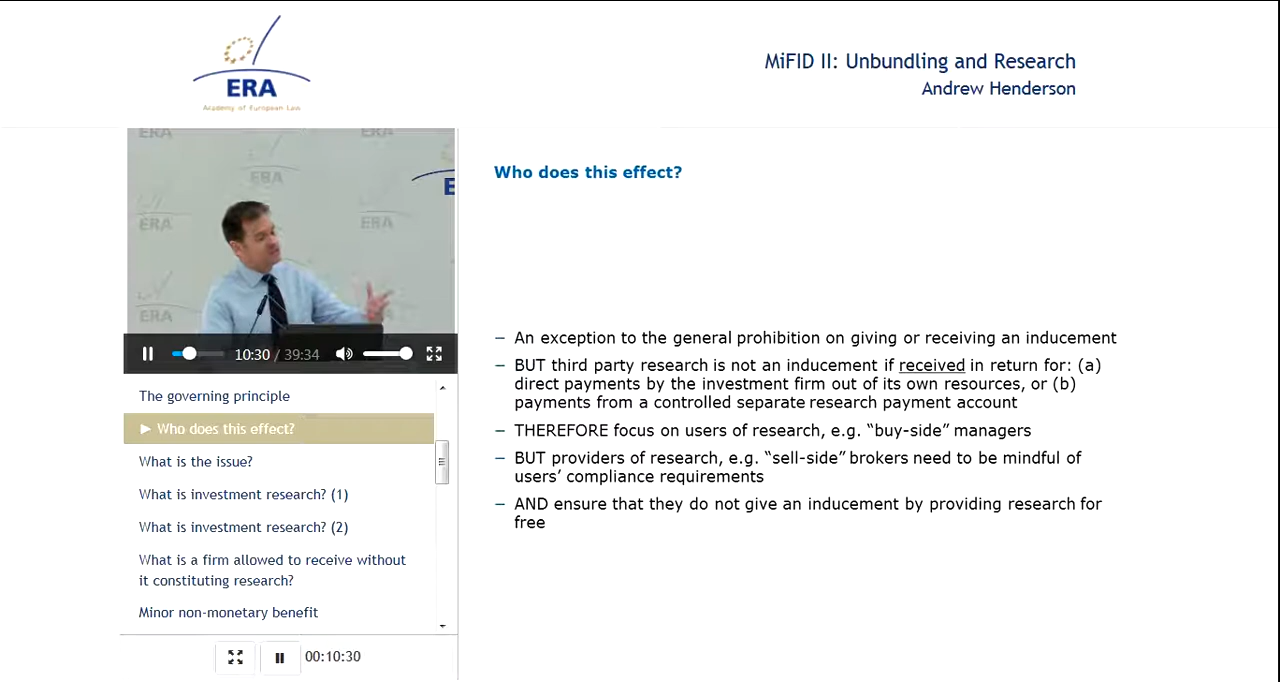 ERA
Academy of European Law
MiFID II: Unbundling and Research
Andrew Henderson
ERA
ERA
ERA
E
ERA
ERA
ERA
ERA
10:30 / 39:34
The governing principle
► Who does this effect?
What is the issue?
What is investment research? (1)
What is investment research? (2)
What is a firm allowed to receive without
it constituting research?
Minor non-monetary benefit
00:10:30
Who does this effect?
– An exception to the general prohibition on giving or receiving an inducement
– BUT third party research is not an inducement if received in return for: (a)
direct payments by the investment firm out of its own resources, or (b)
payments from a controlled separate research payment account
– THEREFORE focus on users of research, e.g. “buy-side” managers
– BUT providers of research, e.g. “sell-side” brokers need to be mindful of
users’ compliance requirements
– AND ensure that they do not give an inducement by providing research for
free